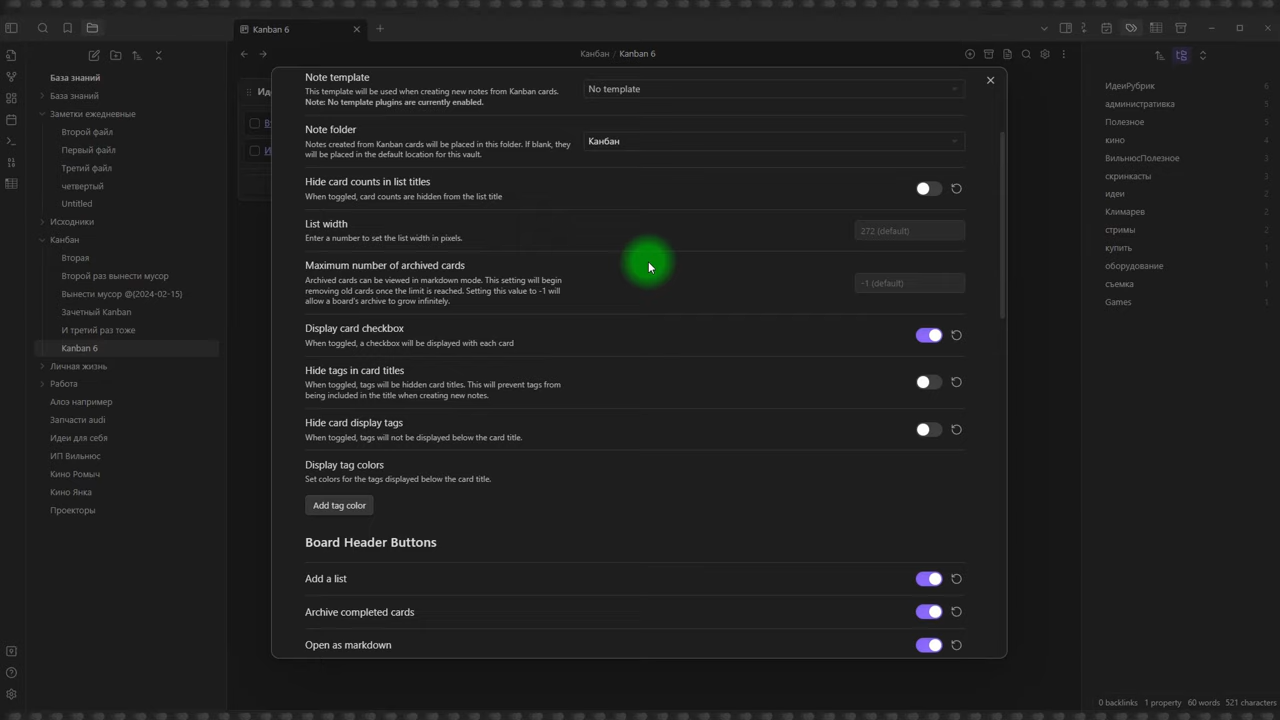 Kanban 6
Канбан / Kanban 6
База знаний
База знаний
Заметки ежедневные
Второй файл
Первый файл
Третий файл
четвертый
Untitled
Исходники
Канбан
Вторая
Второй раз вынести мусор
Вынести мусор @{2024-02-15}
Зачетный Kanban
И третий раз тоже
Kanban 6
Личная жизнь
Работа
Алоэ например
Запчасти audi
Идеи для себя
ИП Вильнюс
Кино Ромыч
Кино Янка
Проекторы
Note template
This template will be used when creating new notes from Kanban cards.
Note: No template plugins are currently enabled.
No template
Note folder
Notes created from Kanban cards will be placed in this folder. If blank, they
will be placed in the default location for this vault.
Канбан
Hide card counts in list titles
When toggled, card counts are hidden from the list title
List width
Enter a number to set the list width in pixels.
272 (default)
Maximum number of archived cards
Archived cards can be viewed in markdown mode. This setting will begin
removing old cards once the limit is reached. Setting this value to -1 will
allow a board's archive to grow infinitely.
-1 (default)
Display card checkbox
When toggled, a checkbox will be displayed with each card
Hide tags in card titles
When toggled, tags will be hidden card titles. This will prevent tags from
being included in the title when creating new notes.
Hide card display tags
When toggled, tags will not be displayed below the card title.
Display tag colors
Set colors for the tags displayed below the card title.
Add tag color
Board Header Buttons
Add a list
Archive completed cards
Open as markdown
ИдеиРубрик 6
административка 4
Полезное 4
кино 4
ВильнюсПолезное 3
скринкасты 3
идеи 2
Климарев 2
стримы 2
купить 1
оборудование 1
съемка 1
Games 1
0 backlinks 1 property 60 words 521 characters